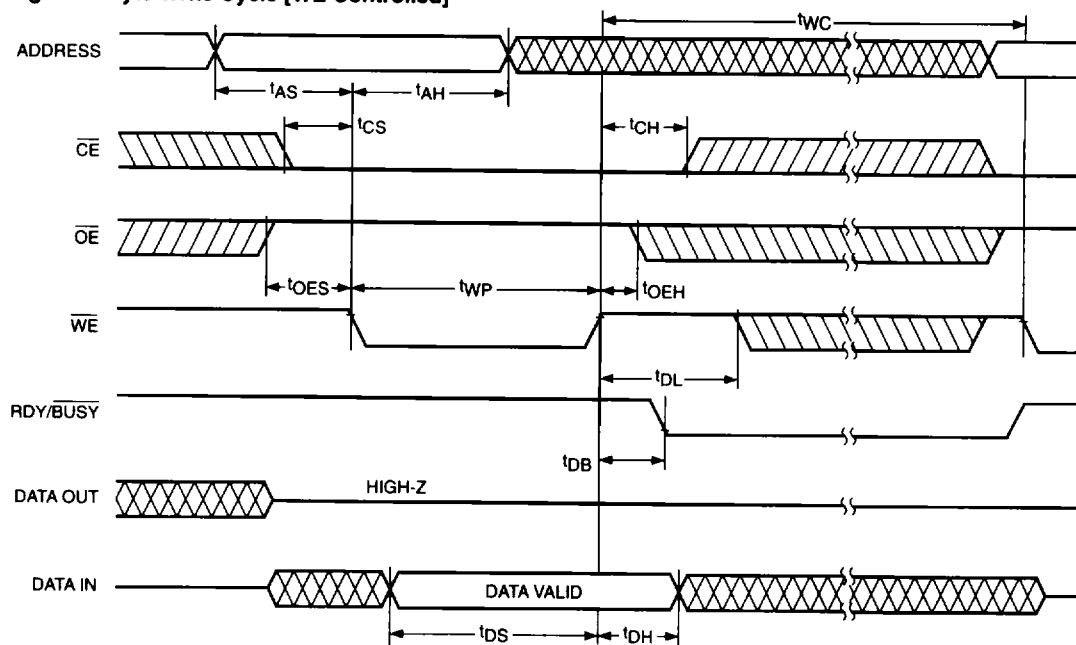 tWC
ADDRESS
tAS
tAH
tCS
tCH
CE
OE
tOES
tWP
tOEH
WE
tDL
RDY/BUSY
tDB
DATA OUT
HIGH-Z
DATA IN
DATA VALID
tDS
tDH